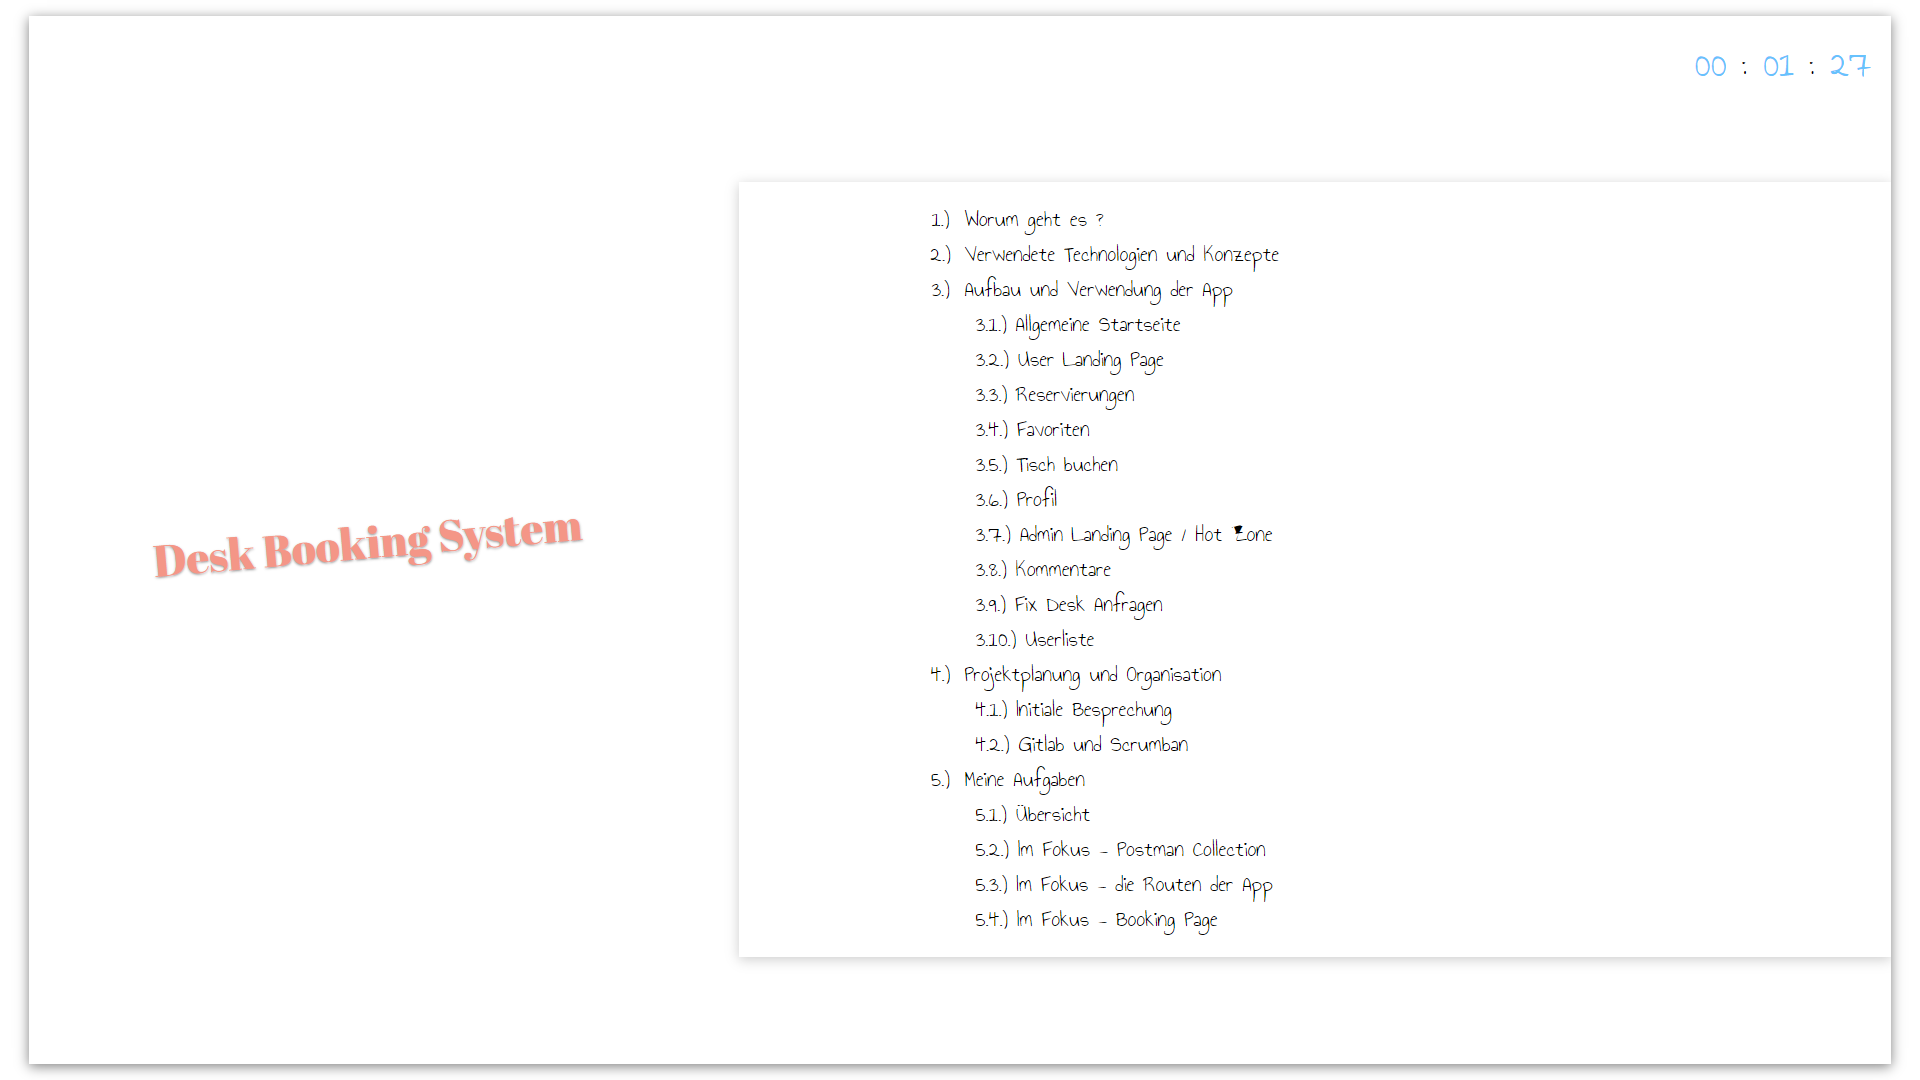 00 : 01 : 27
Desk Booking System
1.) Worum geht es ?
2.) Verwendete Technologien und Konzepte
3.) Aufbau und Verwendung der App
3.1.) Allgemeine Startseite
3.2.) User Landing Page
3.3.) Reservierungen
3.4.) Favoriten
3.5.) Tisch buchen
3.6.) Profil
3.7.) Admin Landing Page / Hot Zone
3.8.) Kommentare
3.9.) Fix Desk Anfragen
3.10.) Userliste
4.) Projektplanung und Organisation
4.1.) Initiale Besprechung
4.2.) Gitlab und Scrumban
5.) Meine Aufgaben
5.1.) Übersicht
5.2.) Im Fokus - Postman Collection
5.3.) Im Fokus - die Routen der App
5.4.) Im Fokus - Booking Page